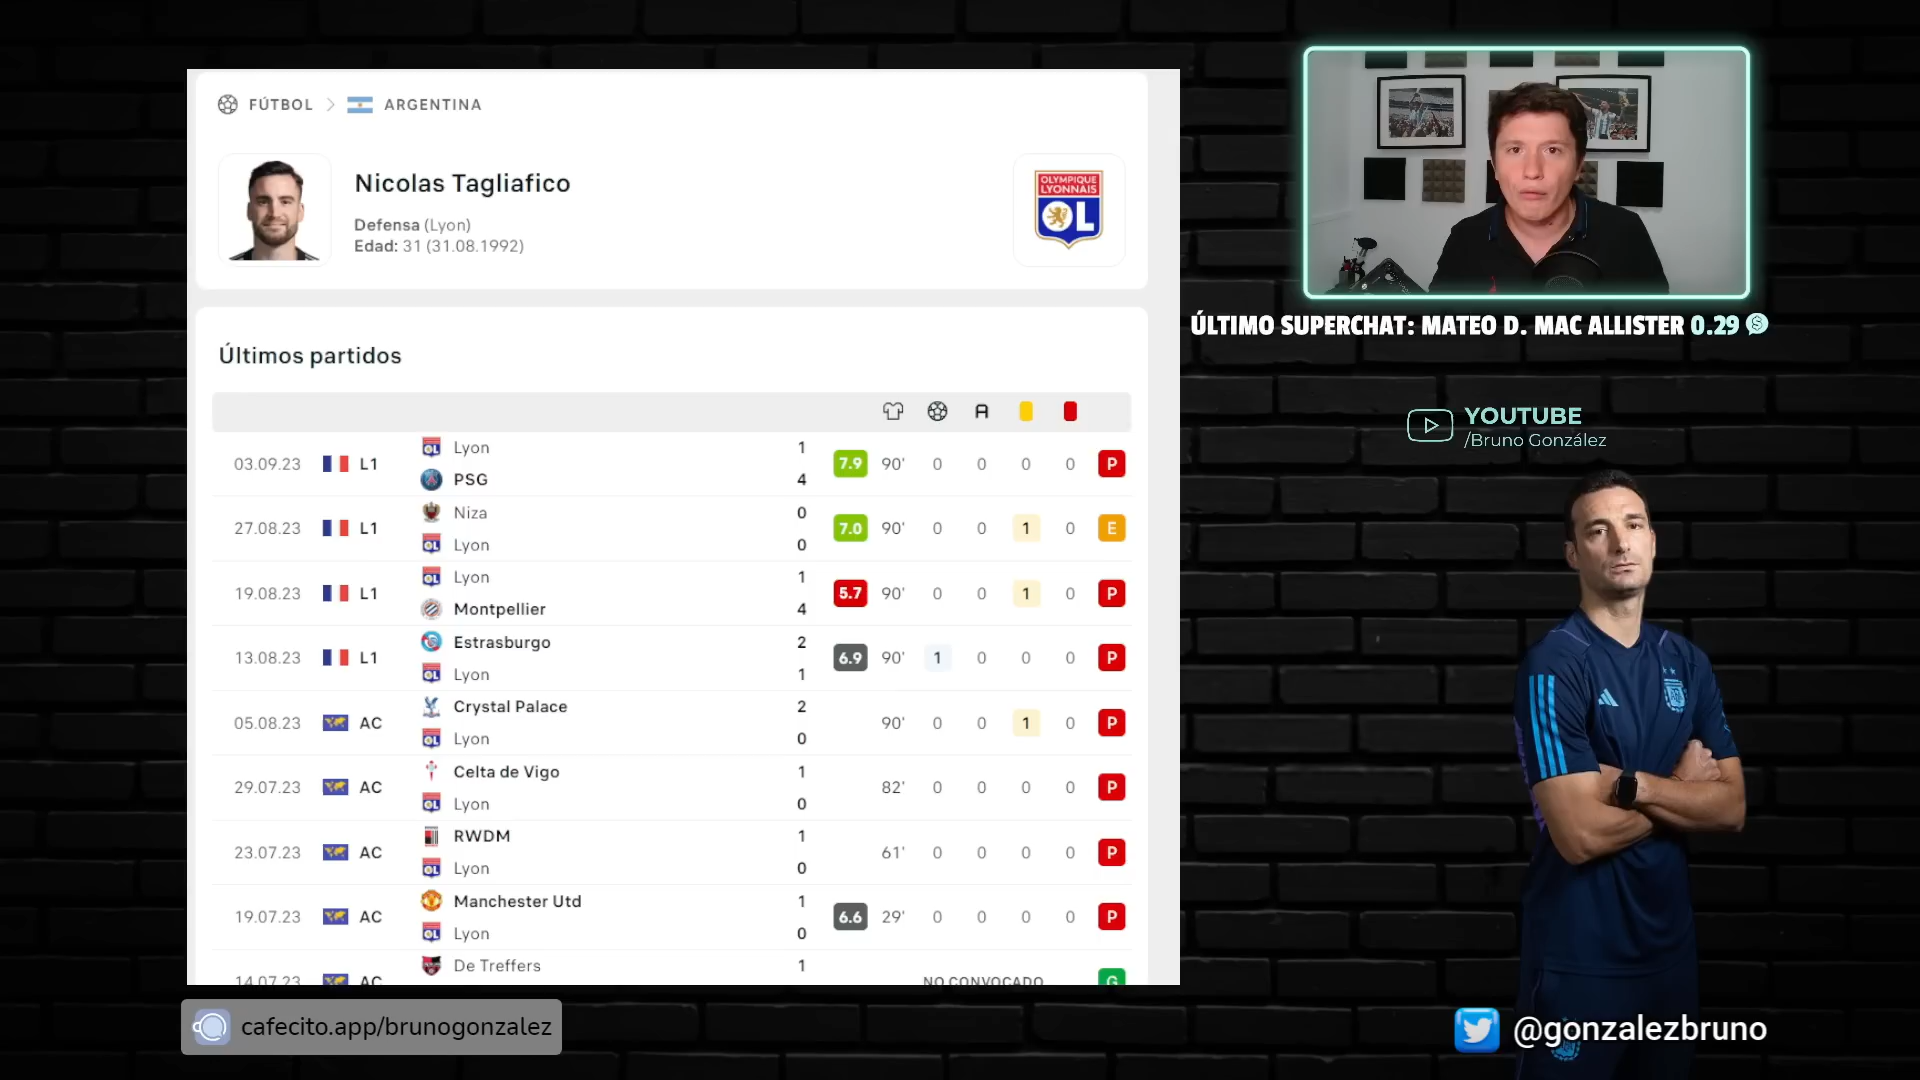 FÚTBOL > ARGENTINA
Nicolas Tagliafico
Defensa (Lyon)
Edad: 31 (31.08.1992)
OLYMPIQUE
LYONNAIS
OL
Últimos partidos
A
03.09.23 L1 Lyon 1 PSG 4 7.9 90' 0 0 0 0 P
27.08.23 L1 Niza 0 Lyon 0 7.0 90' 0 0 1 0 E
19.08.23 L1 Lyon 1 Montpellier 4 5.7 90' 0 0 1 0 P
13.08.23 L1 Estrasburgo 2 Lyon 1 6.9 90' 1 0 0 0 P
05.08.23 AC Crystal Palace 2 Lyon 0 90' 0 0 1 0 P
29.07.23 AC Celta de Vigo 1 Lyon 0 82' 0 0 0 0 P
23.07.23 AC RWDM 1 Lyon 0 61' 0 0 0 0 P
19.07.23 AC Manchester Utd 1 Lyon 0 6.6 29' 0 0 0 0 P
14.07.23 AC De Treffers 1 NO CONVOCADO G
ÚLTIMO SUPERCHAT: MATEO D. MAC ALLISTER 0.29
YOUTUBE
/Bruno González
cafecito.app/brunogonzalez
@gonzalezbruno